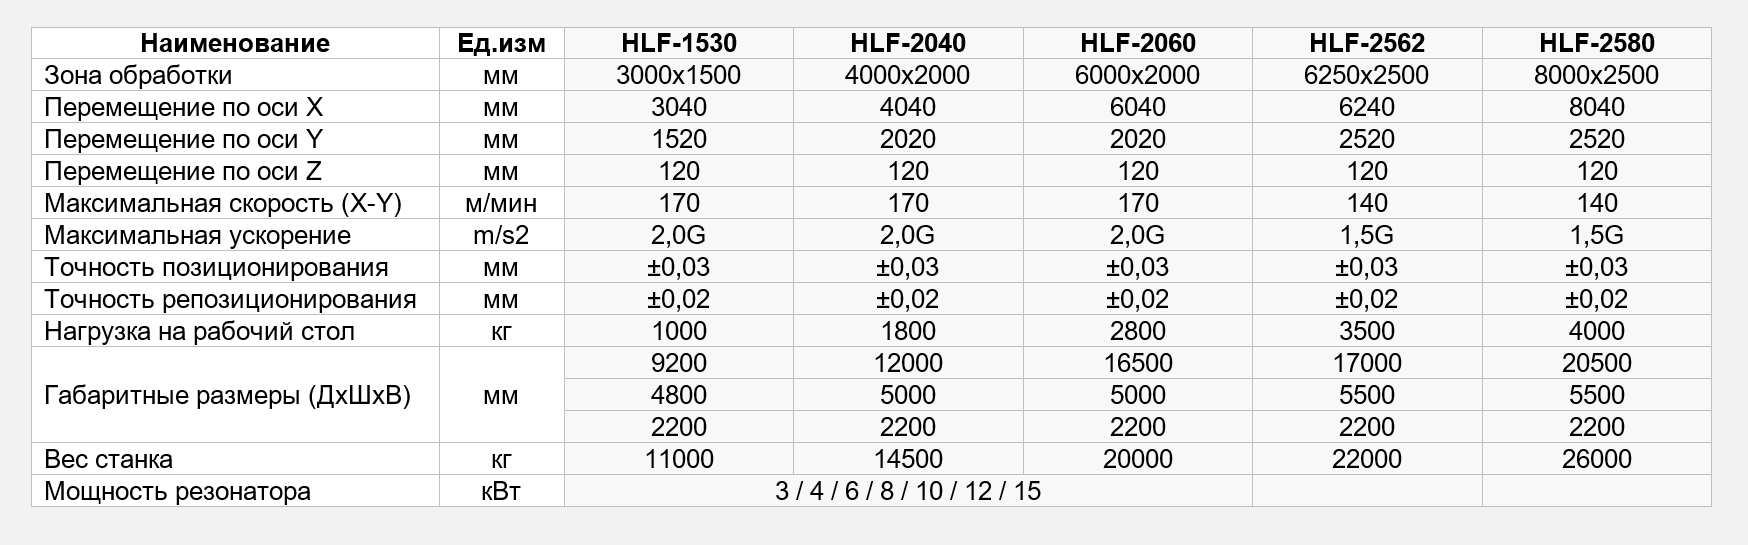 Наименование Ед.изм HLF-1530 HLF-2040 HLF-2060 HLF-2562 HLF-2580
Зона обработки мм 3000x1500 4000x2000 6000x2000 6250x2500 8000x2500
Перемещение по оси X мм 3040 4040 6040 6240 8040
Перемещение по оси Y мм 1520 2020 2020 2520 2520
Перемещение по оси Z мм 120 120 120 120 120
Максимальная скорость (X-Y) м/мин 170 170 170 140 140
Максимальная ускорение m/s2 2,0G 2,0G 2,0G 1,5G 1,5G
Точность позиционирования мм ±0,03 ±0,03 ±0,03 ±0,03 ±0,03
Точность репозиционирования мм ±0,02 ±0,02 ±0,02 ±0,02 ±0,02
Нагрузка на рабочий стол кг 1000 1800 2800 3500 4000
9200 12000 16500 17000 20500
Габаритные размеры (ДхШхВ) мм 4800 5000 5000 5500 5500
2200 2200 2200 2200 2200
Вес станка кг 11000 14500 20000 22000 26000
Мощность резонатора кВт 3 / 4 / 6 / 8 / 10 / 12 / 15